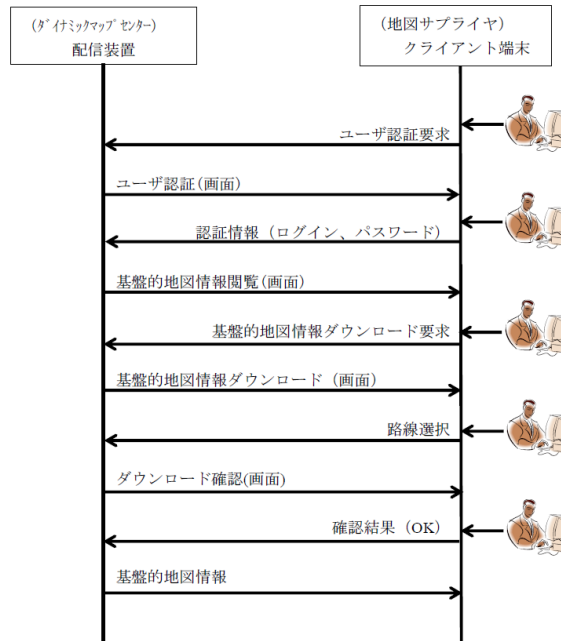 （ﾀﾞｲﾅﾐｯｸﾏｯﾌﾟｾﾝﾀｰ）
配信装置
（地図サプライヤ）
クライアント端末
ユーザ認証要求
ユーザ認証(画面)
認証情報（ログイン、パスワード）
基盤的地図情報閲覧(画面)
基盤的地図情報ダウンロード要求
基盤的地図情報ダウンロード（画面）
路線選択
ダウンロード確認(画面)
確認結果（OK）
基盤的地図情報